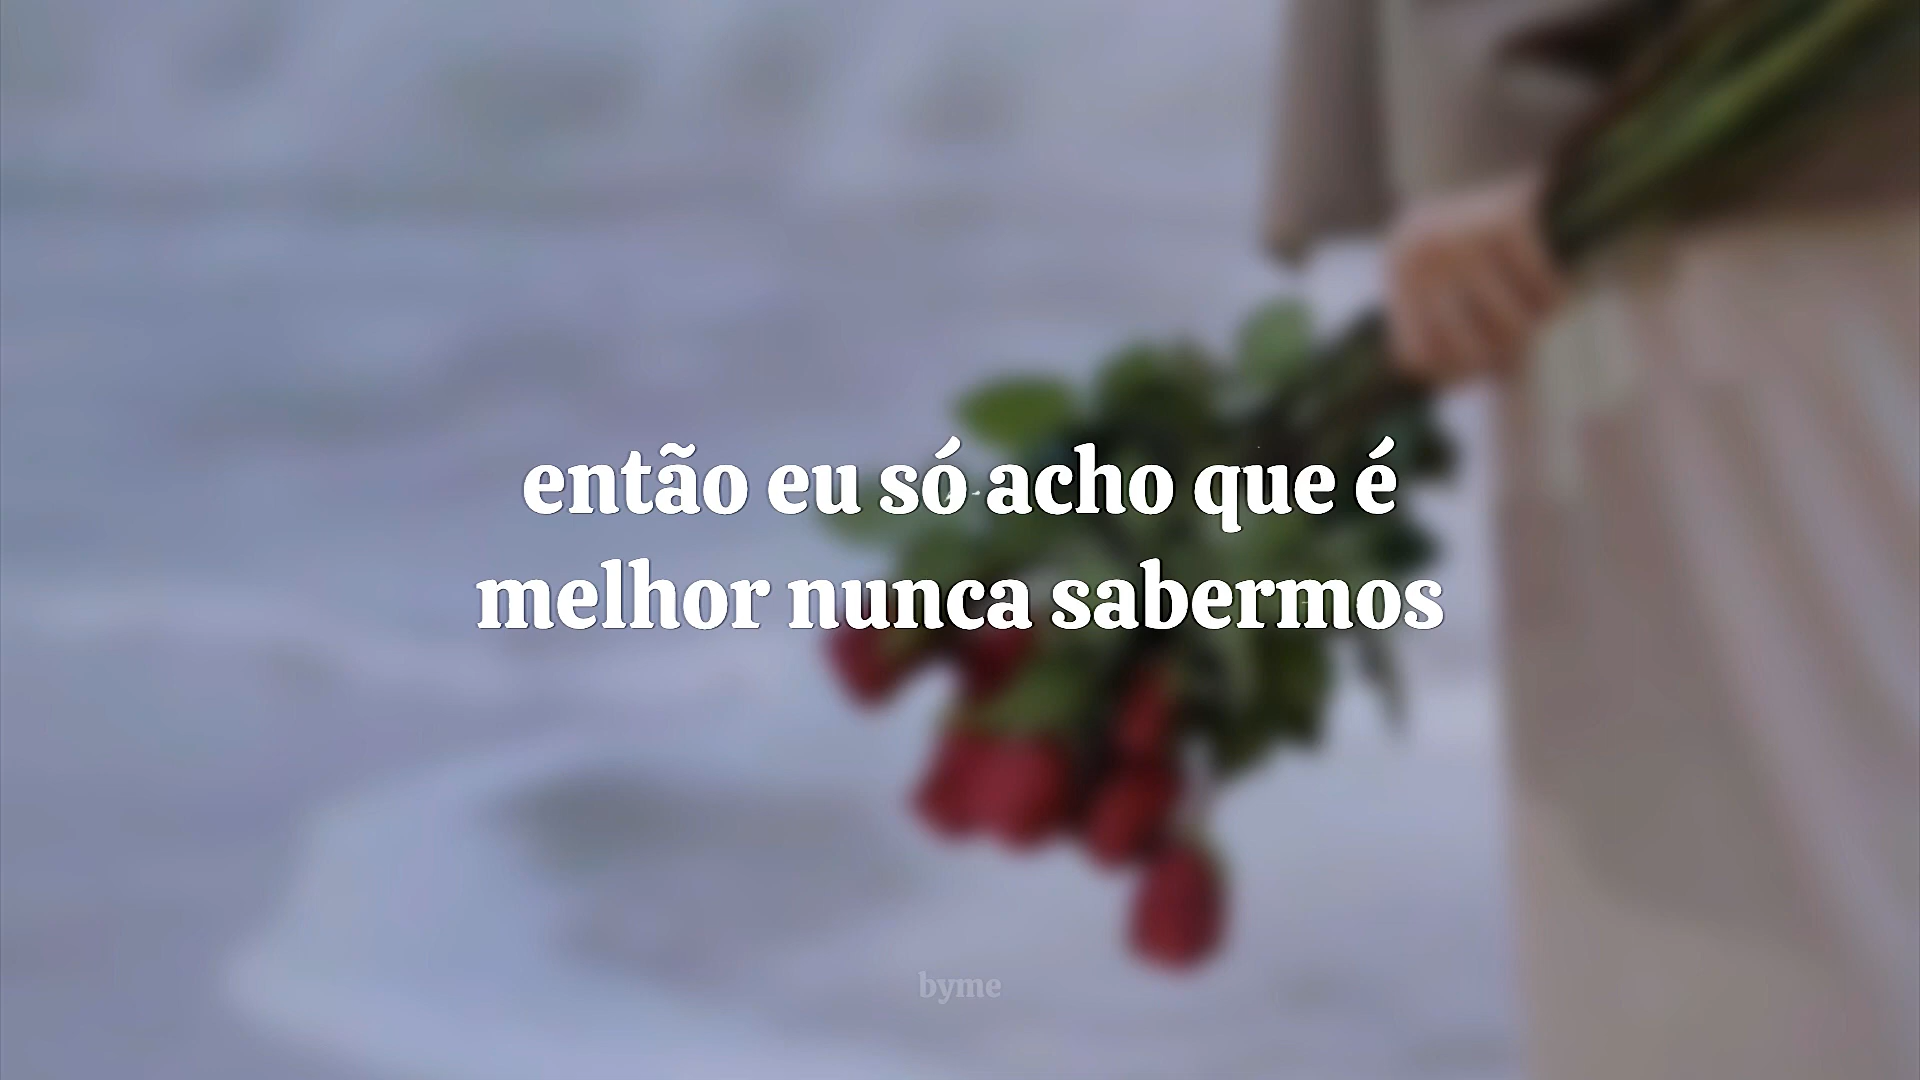 então eu só acho que é
melhor nunca sabermos
byme